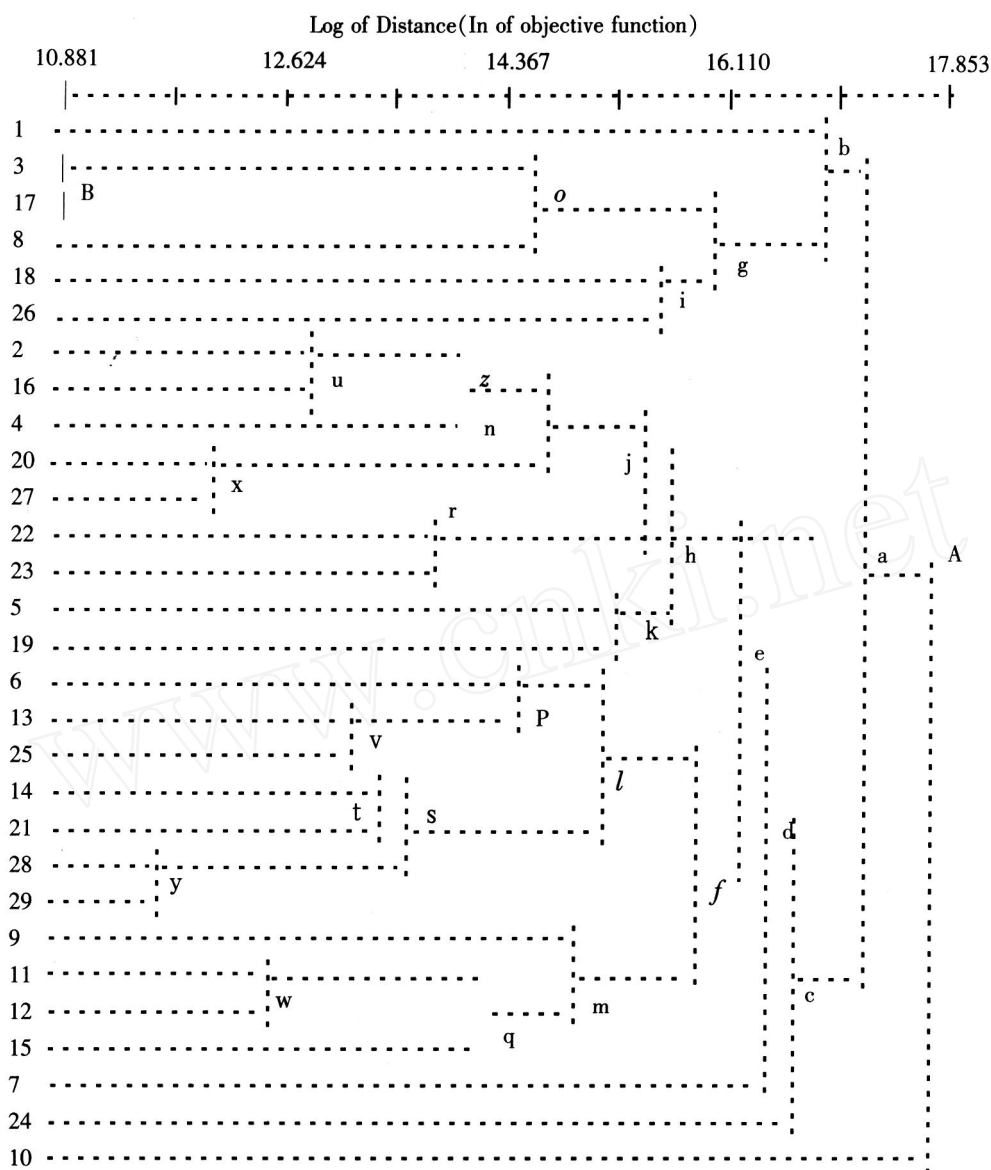 Log of Distance(In of objective function)
10.881 12.624 14.367 16.110 17.853
1
b
3
B
17
o
8
g
18
i
26
2
u
16
z
4
n
20
j
x
27
r
22
h
a
A
23
5
k
19
e
6
13
P
v
25
l
14
t
s
d
21
28
y
f
29
9
11
w
c
m
12
q
15
7
24
10
www.cnki.net